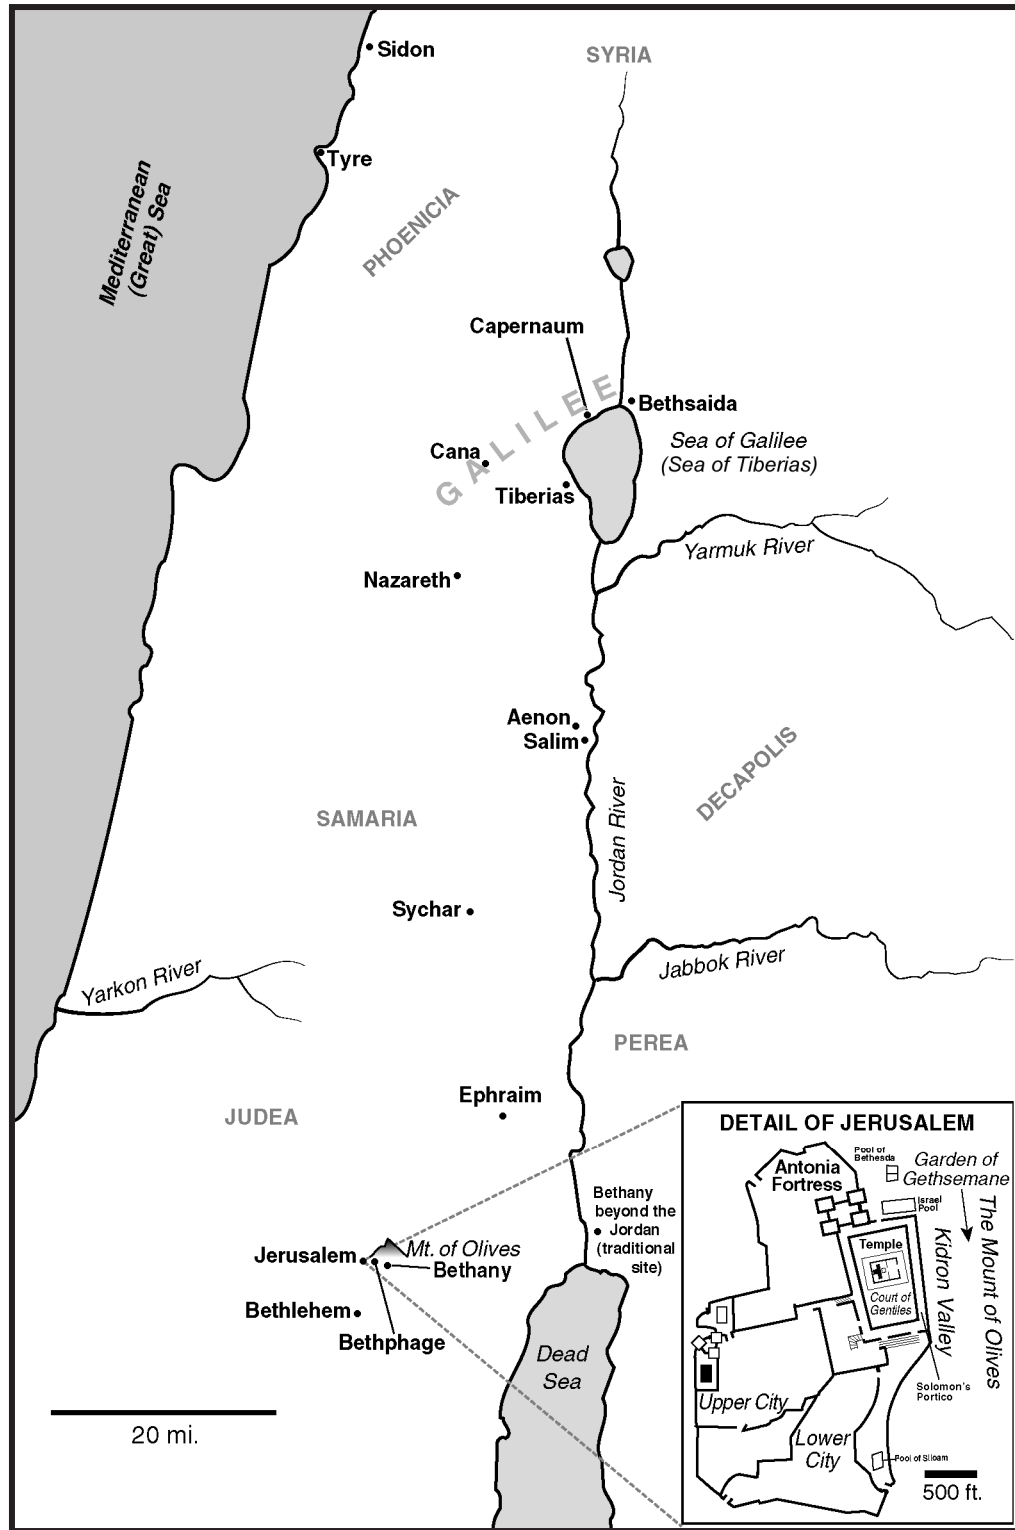 Sidon
SYRIA
Tyre
Mediterranean
(Great) Sea
PHOENICIA
Capernaum
GALILEE
Bethsaida
Sea of Galilee
(Sea of Tiberias)
Cana
Tiberias
Yarmuk River
Nazareth
Aenon
Salim
DECAPOLIS
Jordan River
SAMARIA
Sychar
Yarkon River
Jabbok River
PEREA
Ephraim
JUDEA
Bethany
beyond the
Jordan
(traditional
site)
Jerusalem
Mt. of Olives
Bethany
Bethlehem
Bethphage
Dead
Sea
20 mi.
DETAIL OF JERUSALEM
Pool of
Bethesda
Antonia
Fortress
Garden of
Gethsemane
Israel
Pool
The Mount of Olives
Kidron Valley
Temple
Court of
Gentiles
Solomon's
Portico
Upper City
Lower
City
Pool of Siloam
500 ft.